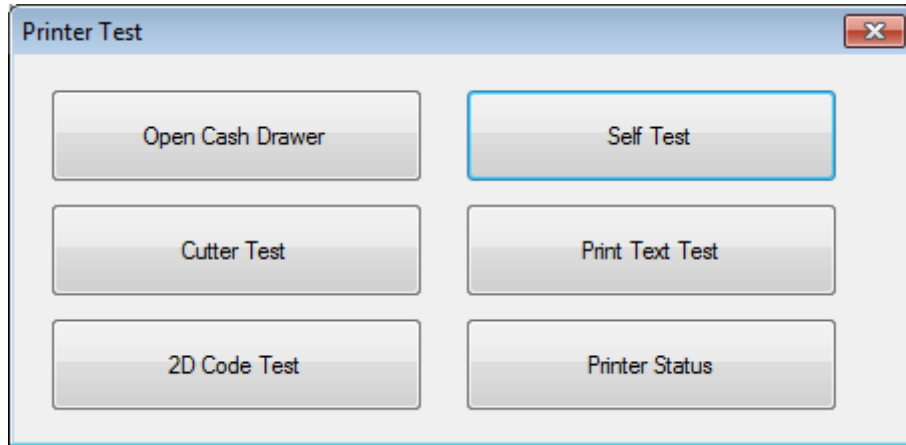 Printer Test
Open Cash Drawer
Self Test
Cutter Test
Print Text Test
2D Code Test
Printer Status